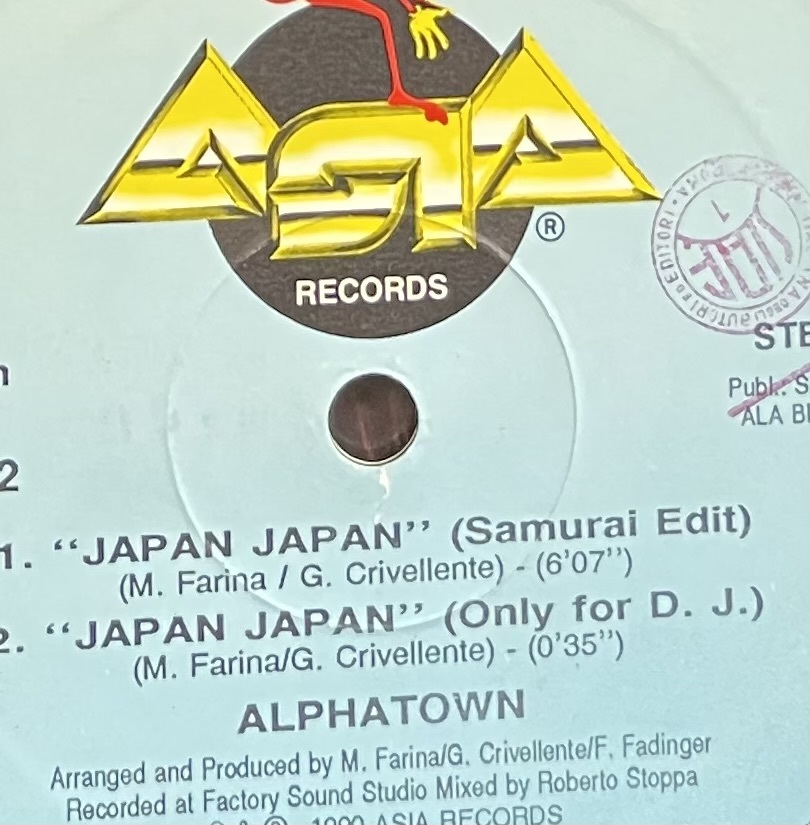 ASIA
RECORDS
®
SIAE
STE
Publ.: S
ALA B
2
1. “JAPAN JAPAN” (Samurai Edit)
(M. Farina / G. Crivellente) - (6’07”)
2. “JAPAN JAPAN” (Only for D. J.)
(M. Farina/G. Crivellente) - (0’35”)
ALPHATOWN
Arranged and Produced by M. Farina/G. Crivellente/F. Fadinger
Recorded at Factory Sound Studio Mixed by Roberto Stoppa
1990 ASIA RECORDS